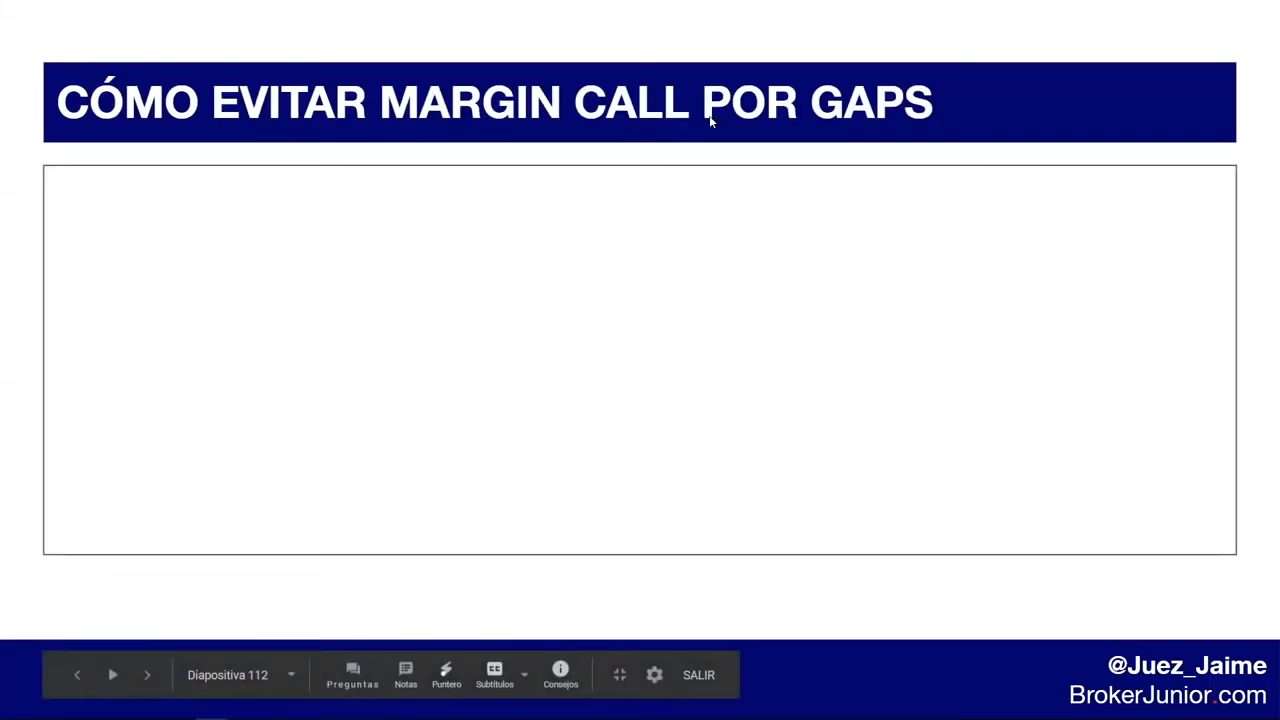 CÓMO EVITAR MARGIN CALL POR GAPS
Diapositiva 112
Preguntas
Notas
Puntero
Subtítulos
Consejos
SALIR
@Juez_Jaime
BrokerJunior.com